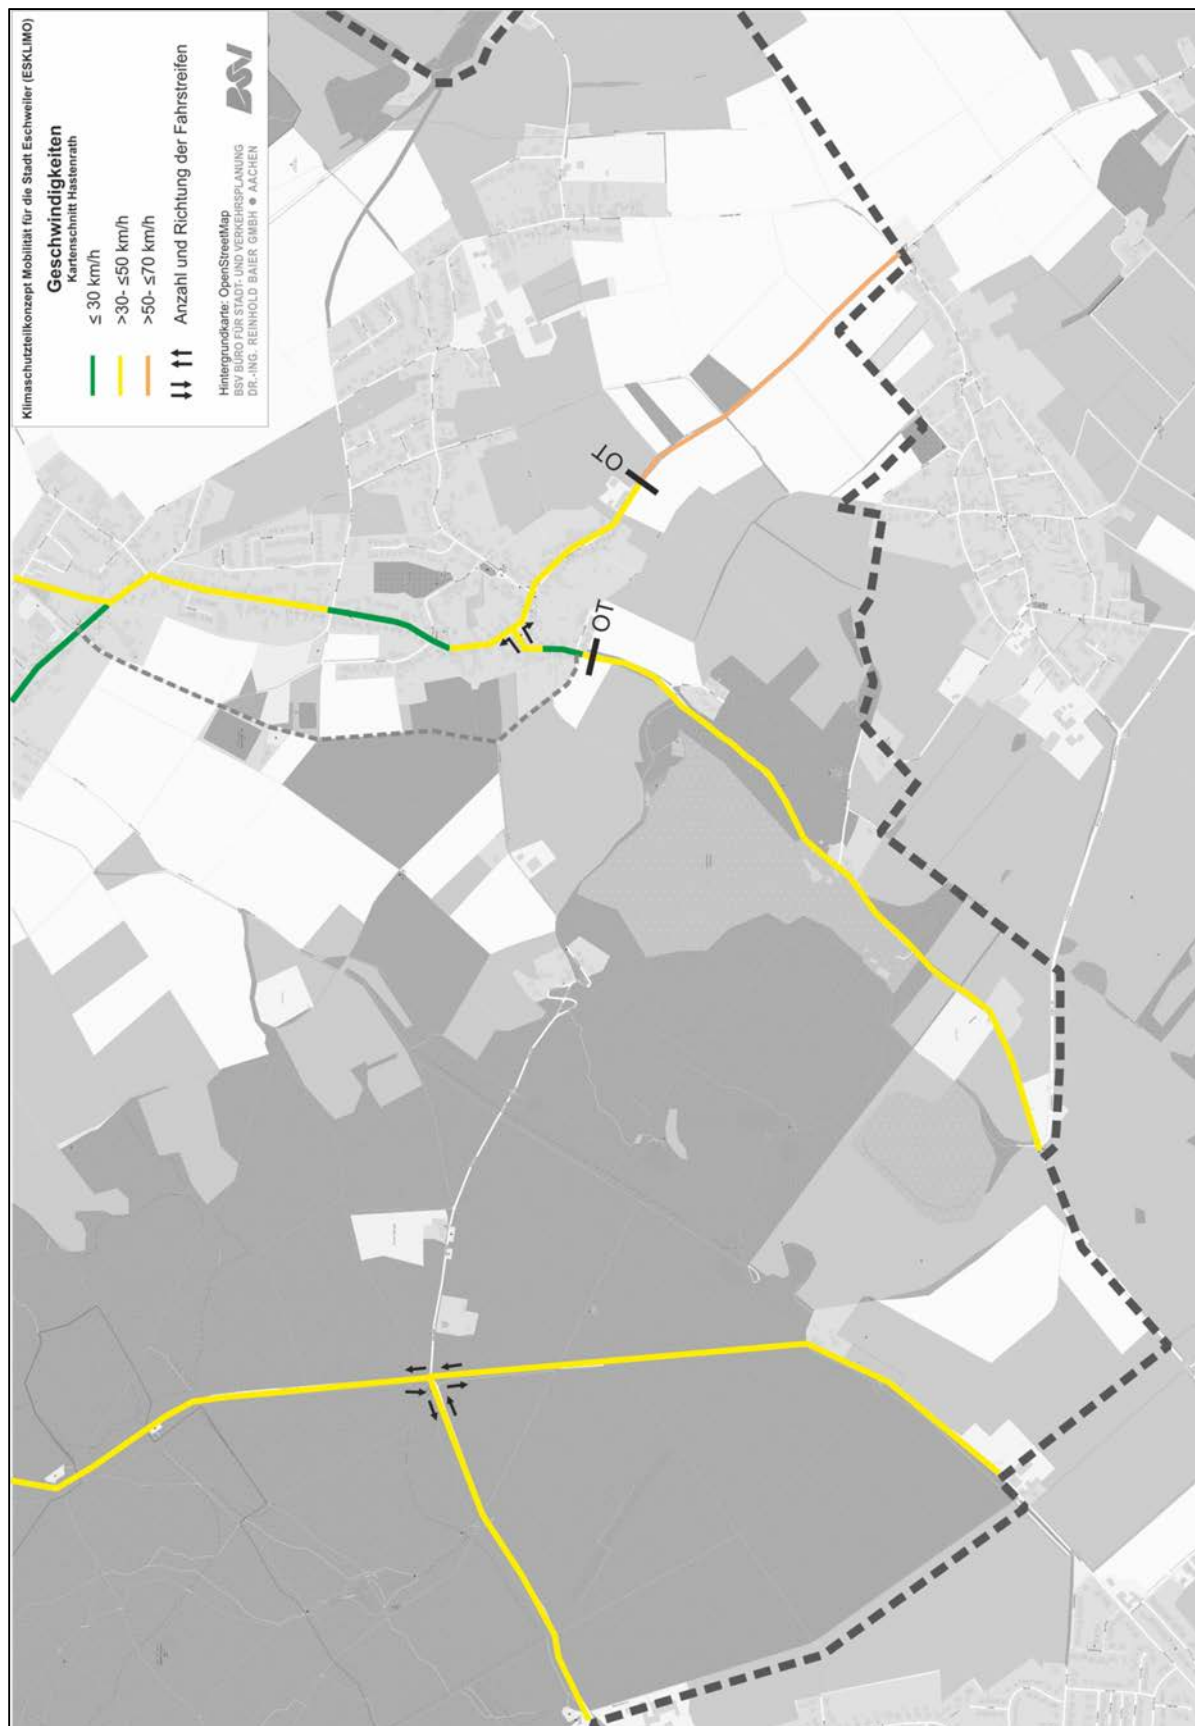 Klimaschutzteilkonzept Mobilität für die Stadt Eschweiler (ESKLIMO)
Geschwindigkeiten
Kartenschnitt Hastenrath
≤ 30 km/h
>30- ≤50 km/h
>50- ≤70 km/h
Anzahl und Richtung der Fahrstreifen
Hintergrundkarte: OpenStreetMap
BSV BÜRO FÜR STADT- UND VERKEHRSPLANUNG
DR.-ING. REINHOLD BAIER GMBH ● AACHEN
BSV
OT
OT